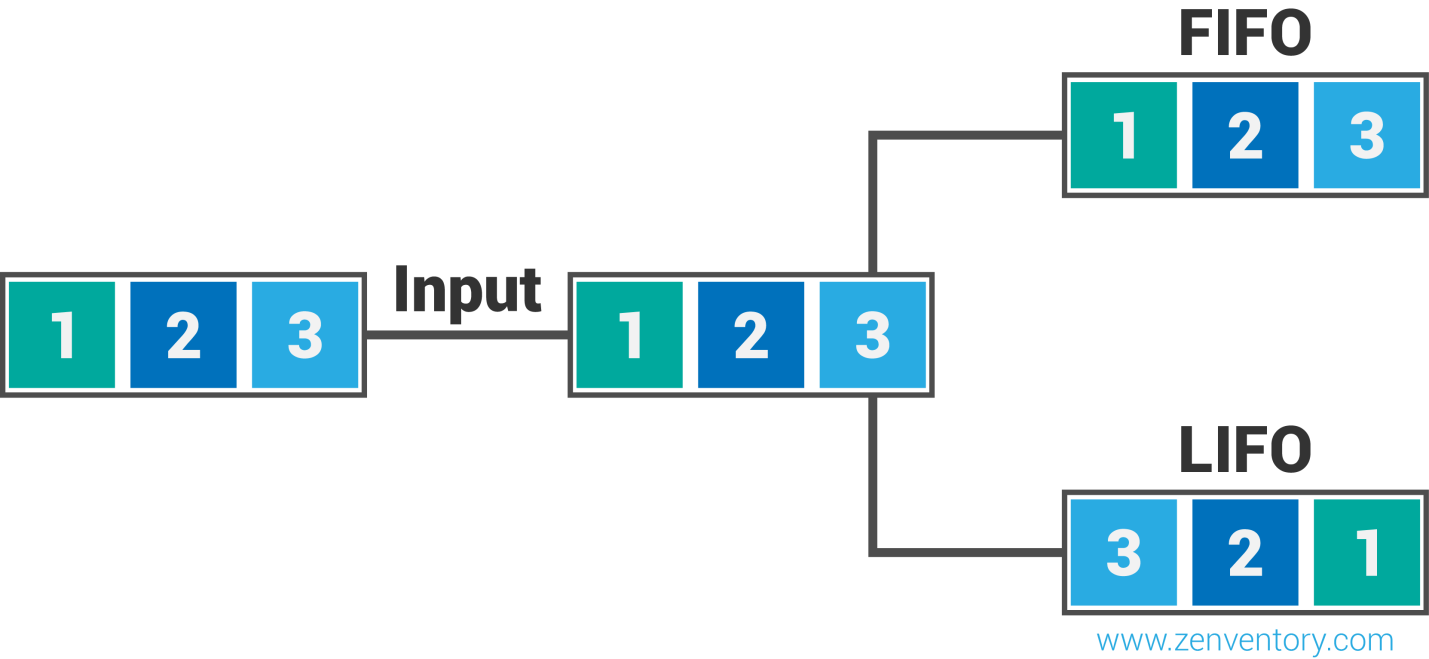 FIFO
1 2 3
Input
1 2 3
1 2 3
LIFO
3 2 1
www.zenventory.com